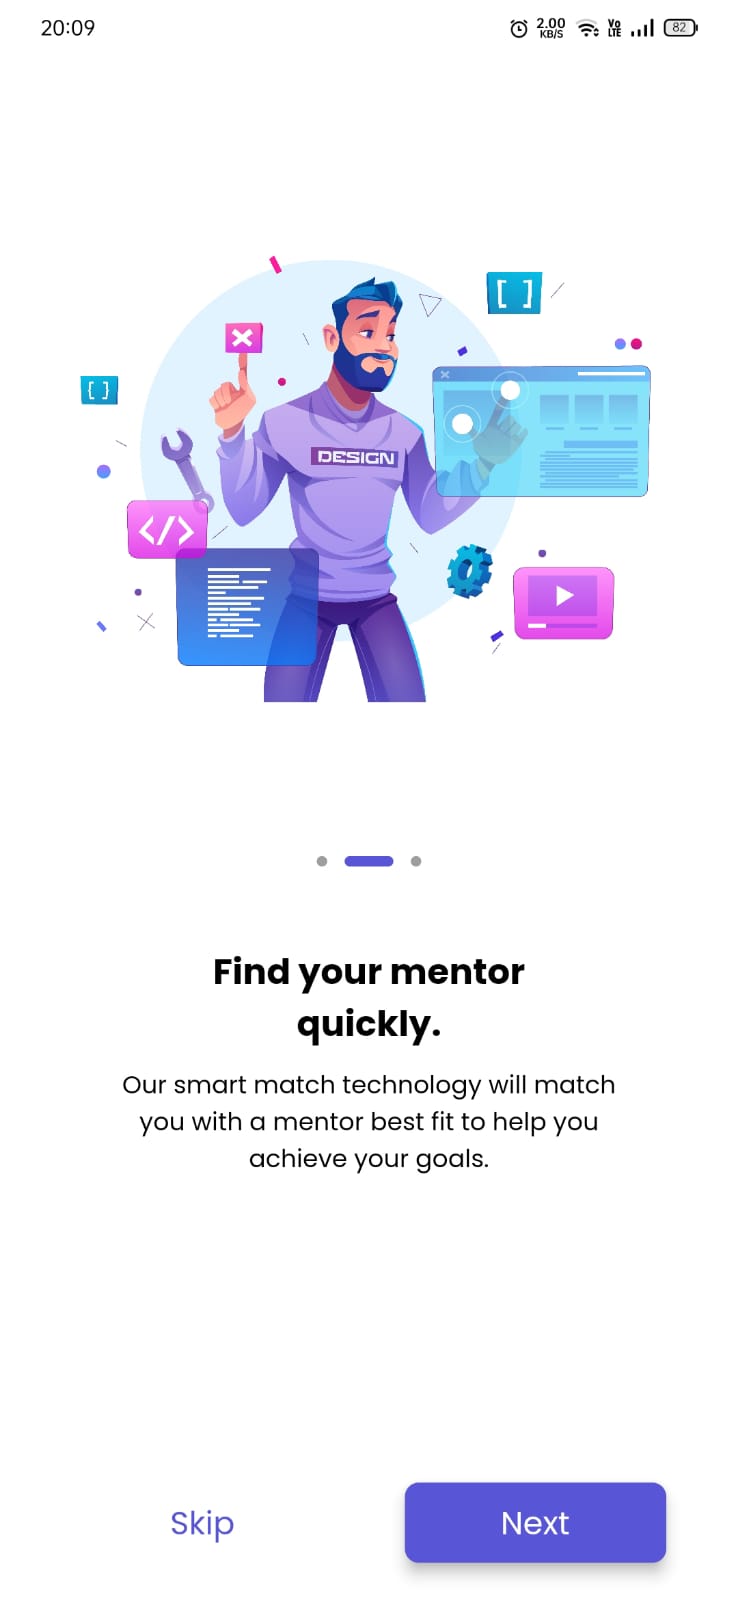 20:09
2.00
KB/S
Vo
LTE
82
[ ]
{ }
DESIGN
</>
Find your mentor
quickly.
Our smart match technology will match
you with a mentor best fit to help you
achieve your goals.
Skip
Next